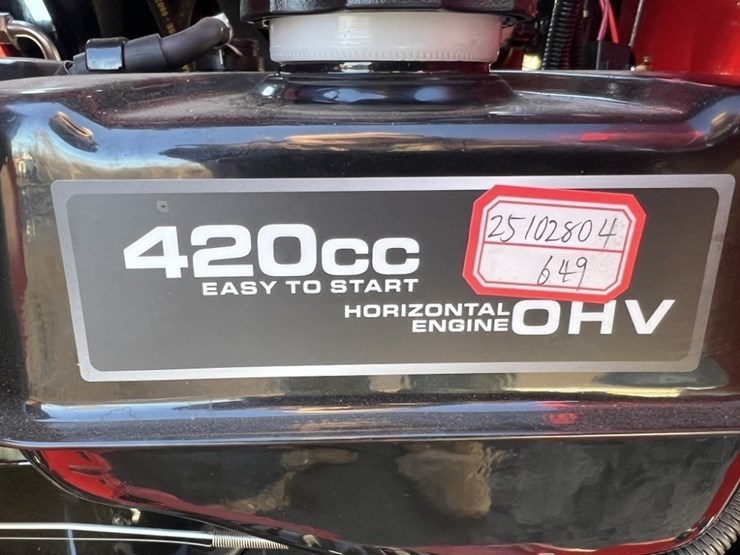 420cc
EASY TO START
25102804
649
HORIZONTAL
ENGINE OHV